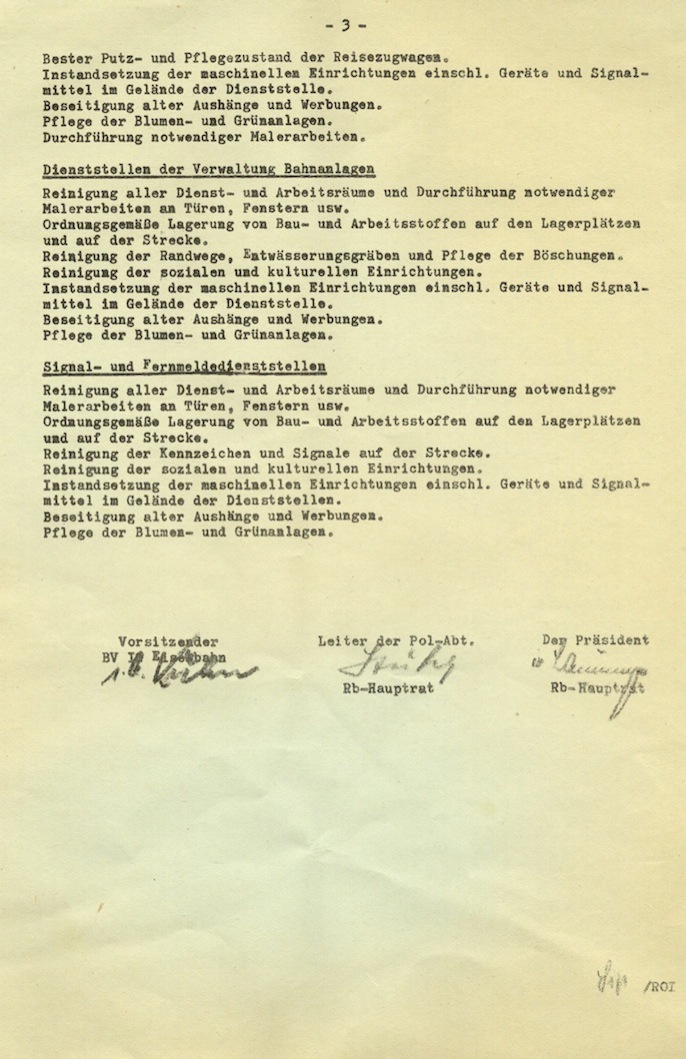 - 3 -
Bester Putz- und Pflegezustand der Reisezugwagen.
Instandsetzung der maschinellen Einrichtungen einschl. Geräte und Signal-
mittel im Gelände der Dienststelle.
Beseitigung alter Aushänge und Werbungen.
Pflege der Blumen- und Grünanlagen.
Durchführung notwendiger Malerarbeiten.
Dienststellen der Verwaltung Bahnanlagen
Reinigung aller Dienst- und Arbeitsräume und Durchführung notwendiger
Malerarbeiten an Türen, Fenstern usw.
Ordnungsgemäße Lagerung von Bau- und Arbeitsstoffen auf den Lagerplätzen
und auf der Strecke.
Reinigung der Randwege, Entwässerungsgräben und Pflege der Böschungen.
Reinigung der sozialen und kulturellen Einrichtungen.
Instandsetzung der maschinellen Einrichtungen einschl. Geräte und Signal-
mittel im Gelände der Dienststelle.
Beseitigung alter Aushänge und Werbungen.
Pflege der Blumen- und Grünanlagen.
Signal- und Fernmeldedienststellen
Reinigung aller Dienst- und Arbeitsräume und Durchführung notwendiger
Malerarbeiten an Türen, Fenstern usw.
Ordnungsgemäße Lagerung von Bau- und Arbeitsstoffen auf den Lagerplätzen
und auf der Strecke.
Reinigung der Kennzeichen und Signale auf der Strecke.
Reinigung der sozialen und kulturellen Einrichtungen.
Instandsetzung der maschinellen Einrichtungen einschl. Geräte und Signal-
mittel im Gelände der Dienststellen.
Beseitigung alter Aushänge und Werbungen.
Pflege der Blumen- und Grünanlagen.
Vorsitzender Leiter der Pol-Abt. Der Präsident
BV Eisenbahn
Rb-Hauptrat Rb-Hauptrat
/ROI